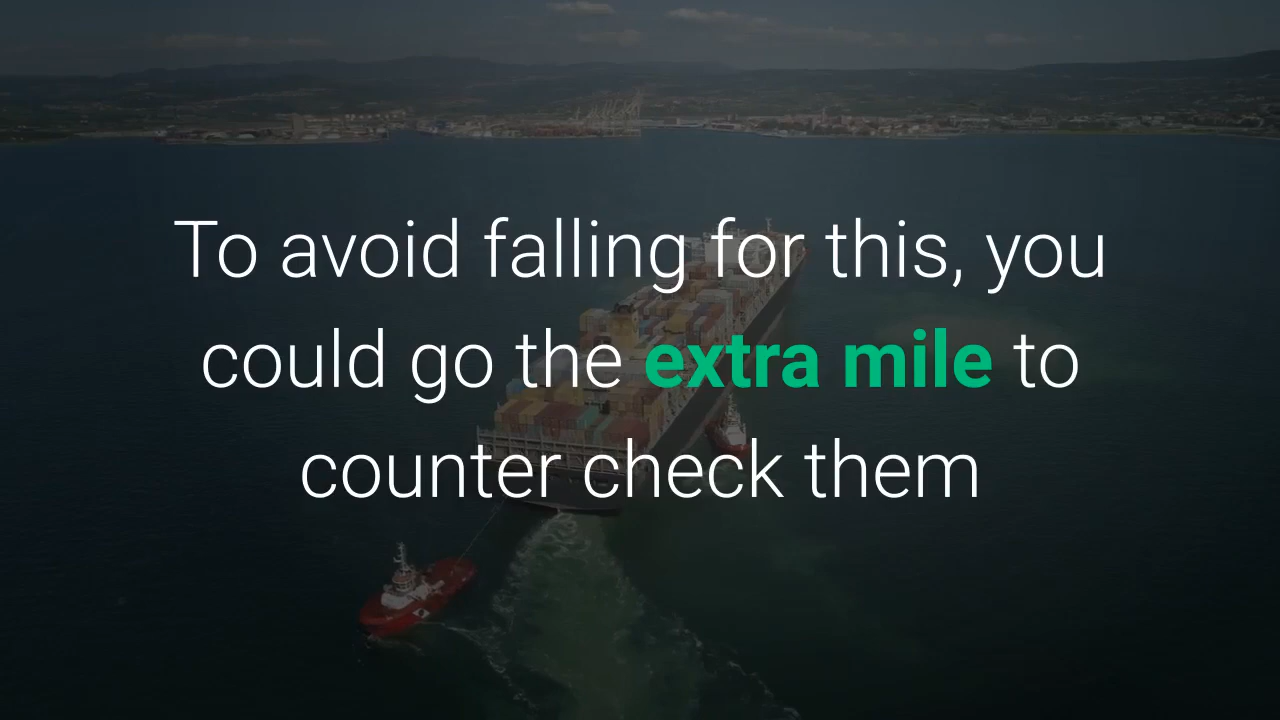 To avoid falling for this, you
could go the extra mile to
counter check them